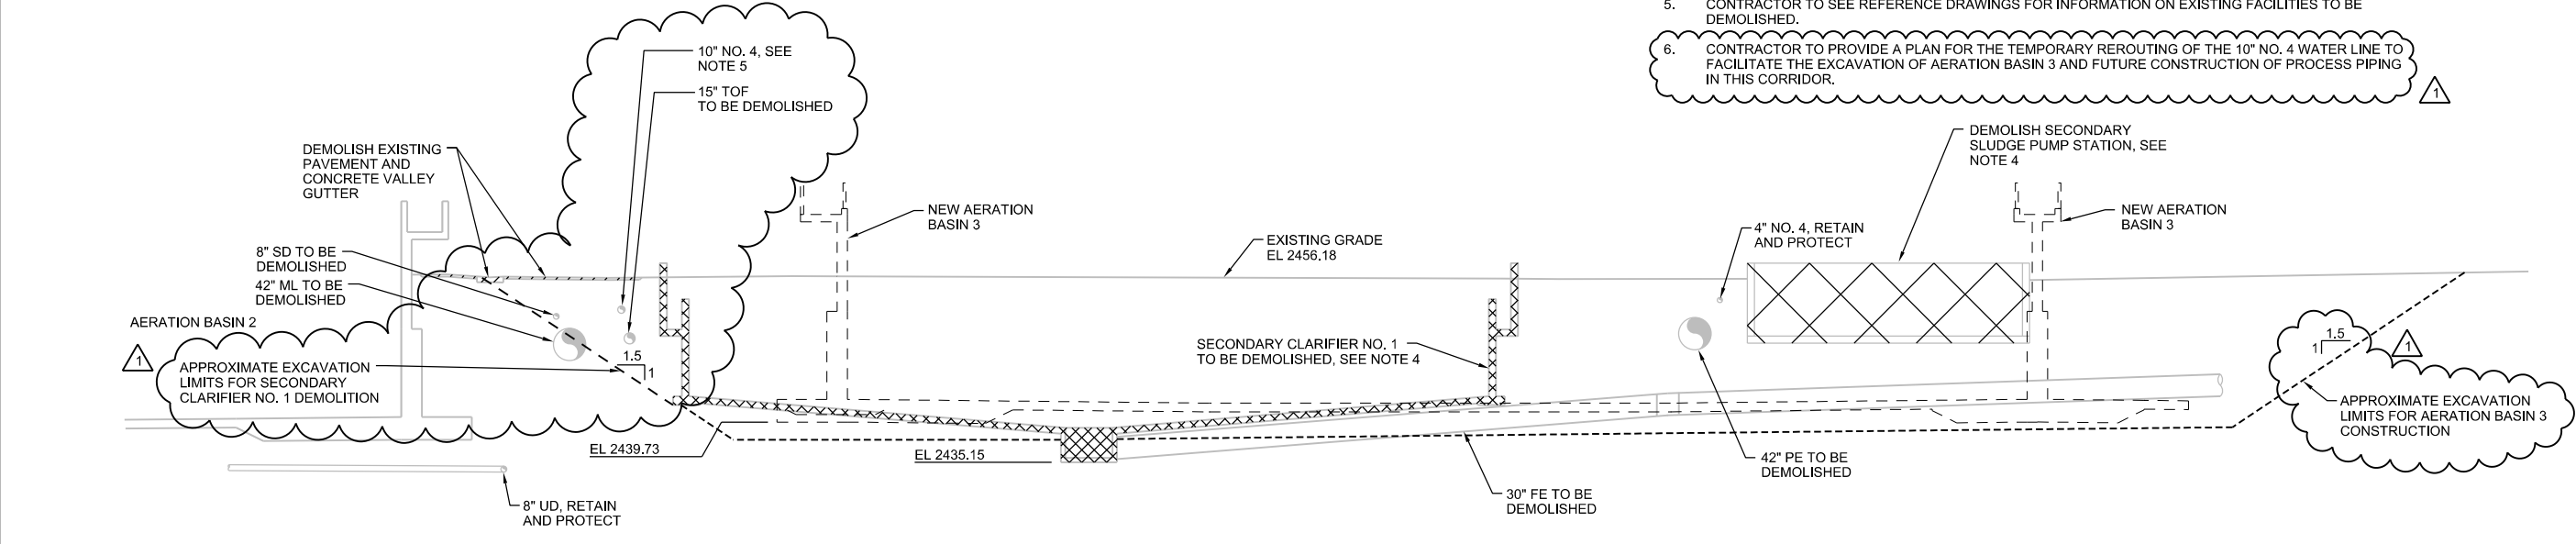 5. CONTRACTOR TO SEE REFERENCE DRAWINGS FOR INFORMATION ON EXISTING FACILITIES TO BE
DEMOLISHED.
6. CONTRACTOR TO PROVIDE A PLAN FOR THE TEMPORARY REROUTING OF THE 10" NO. 4 WATER LINE TO
FACILITATE THE EXCAVATION OF AERATION BASIN 3 AND FUTURE CONSTRUCTION OF PROCESS PIPING
IN THIS CORRIDOR.
1
10" NO. 4, SEE
NOTE 5
15" TOF
TO BE DEMOLISHED
DEMOLISH EXISTING
PAVEMENT AND
CONCRETE VALLEY
GUTTER
DEMOLISH SECONDARY
SLUDGE PUMP STATION, SEE
NOTE 4
NEW AERATION
BASIN 3
NEW AERATION
BASIN 3
4" NO. 4, RETAIN
AND PROTECT
EXISTING GRADE
EL 2456.18
8" SD TO BE
DEMOLISHED
42" ML TO BE
DEMOLISHED
AERATION BASIN 2
1
APPROXIMATE EXCAVATION
LIMITS FOR SECONDARY
CLARIFIER NO. 1 DEMOLITION
1.5
1
SECONDARY CLARIFIER NO. 1
TO BE DEMOLISHED, SEE NOTE 4
1.5
1
1
APPROXIMATE EXCAVATION
LIMITS FOR AERATION BASIN 3
CONSTRUCTION
EL 2439.73
EL 2435.15
42" PE TO BE
DEMOLISHED
30" FE TO BE
DEMOLISHED
8" UD, RETAIN
AND PROTECT